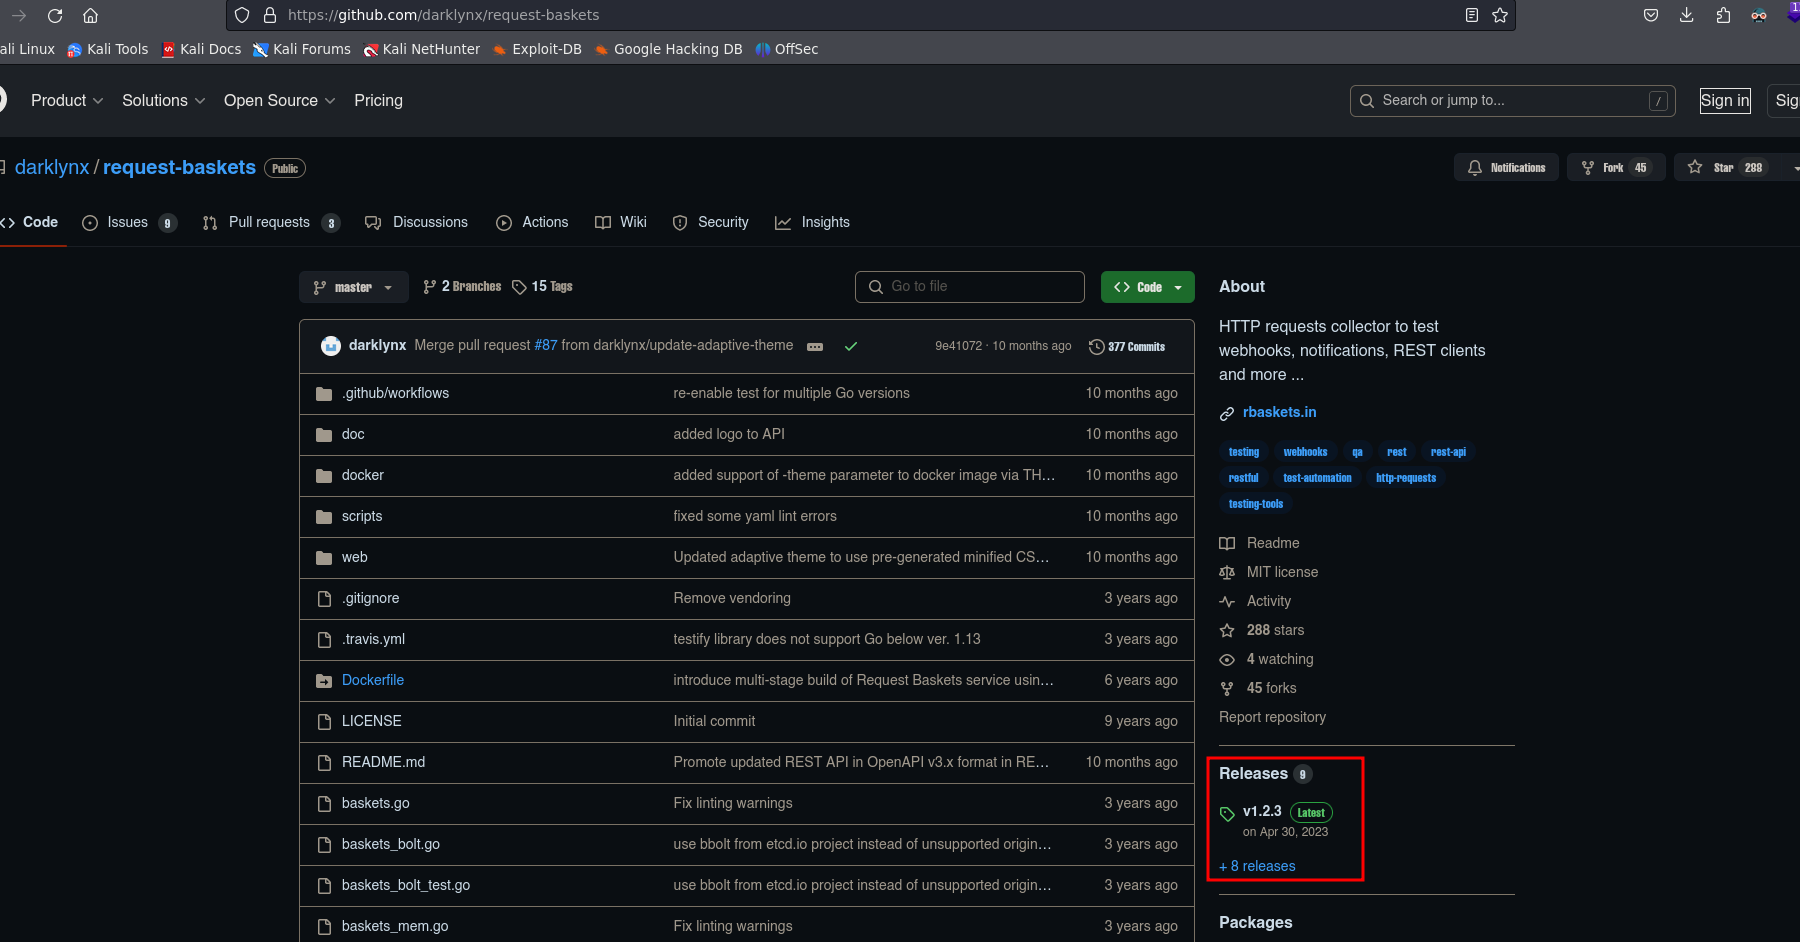 https://github.com/darklynx/request-baskets
ali Linux Kali Tools Kali Docs Kali Forums Kali NetHunter Exploit-DB Google Hacking DB OffSec
Product Solutions Open Source Pricing Search or jump to... / Sign in Sig
darklynx / request-baskets Public Notifications Fork 45 Star 288
Code Issues 9 Pull requests 3 Discussions Actions Wiki Security Insights
master 2 Branches 15 Tags Go to file Code
darklynx Merge pull request #87 from darklynx/update-adaptive-theme 9e41072 · 10 months ago 377 Commits
.github/workflows re-enable test for multiple Go versions 10 months ago
doc added logo to API 10 months ago
docker added support of -theme parameter to docker image via TH… 10 months ago
scripts fixed some yaml lint errors 10 months ago
web Updated adaptive theme to use pre-generated minified CS… 10 months ago
.gitignore Remove vendoring 3 years ago
.travis.yml testify library does not support Go below ver. 1.13 3 years ago
Dockerfile introduce multi-stage build of Request Baskets service usin… 6 years ago
LICENSE Initial commit 9 years ago
README.md Promote updated REST API in OpenAPI v3.x format in RE… 10 months ago
baskets.go Fix linting warnings 3 years ago
baskets_bolt.go use bbolt from etcd.io project instead of unsupported origin… 3 years ago
baskets_bolt_test.go use bbolt from etcd.io project instead of unsupported origin… 3 years ago
baskets_mem.go Fix linting warnings 3 years ago
About
HTTP requests collector to test
webhooks, notifications, REST clients
and more ...
rbaskets.in
testing webhooks qa rest rest-api
restful test-automation http-requests
testing-tools
Readme
MIT license
Activity
288 stars
4 watching
45 forks
Report repository
Releases 9
v1.2.3 Latest
on Apr 30, 2023
+ 8 releases
Packages